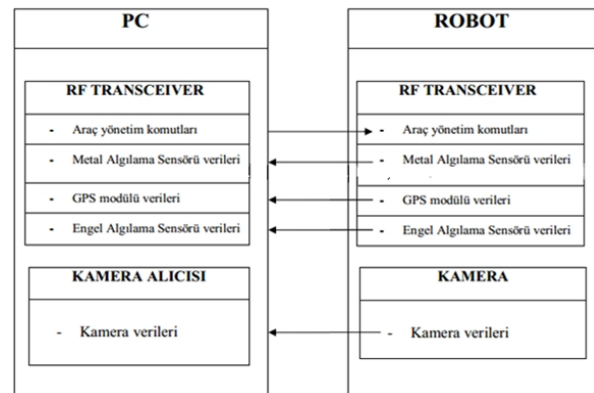 PC
RF TRANSCEIVER
- Araç yönetim komutları
- Metal Algılama Sensörü verileri
- GPS modülü verileri
- Engel Algılama Sensörü verileri
KAMERA ALICISI
- Kamera verileri
ROBOT
RF TRANSCEIVER
- Araç yönetim komutları
- Metal Algılama Sensörü verileri
- GPS modülü verileri
- Engel Algılama Sensörü verileri
KAMERA
- Kamera verileri